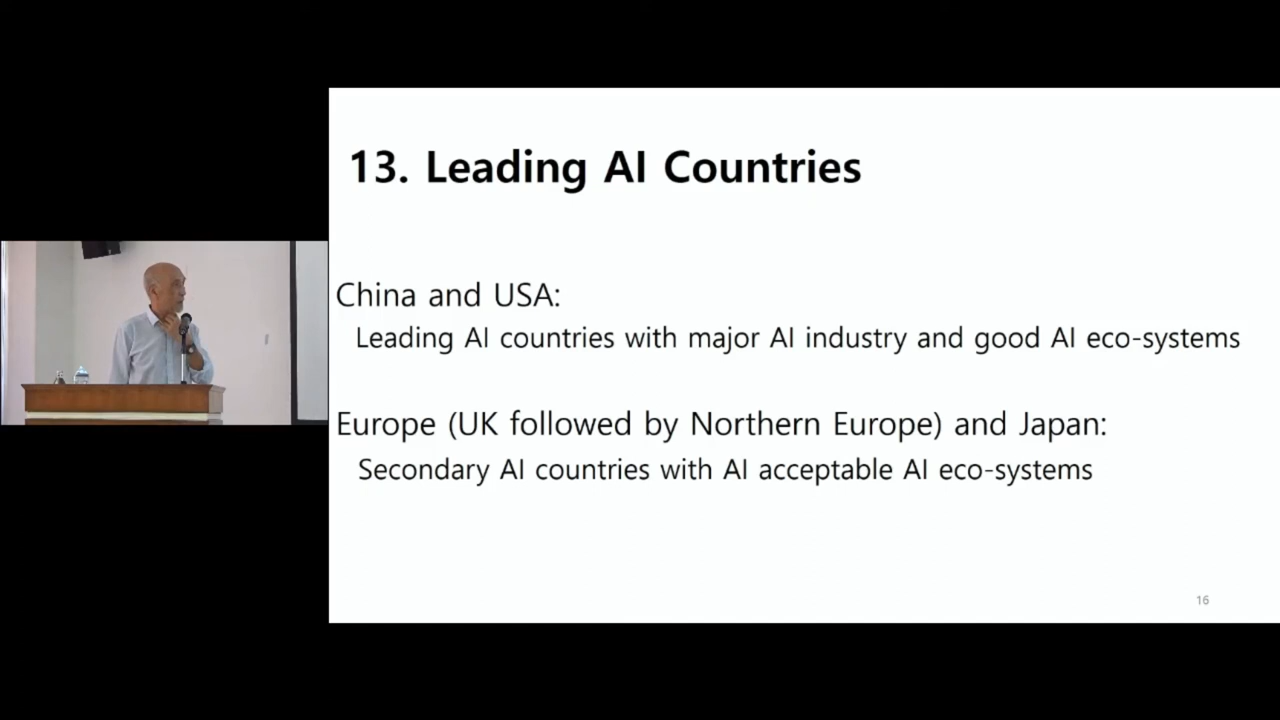 13. Leading AI Countries
China and USA:
Leading AI countries with major AI industry and good AI eco-systems
Europe (UK followed by Northern Europe) and Japan:
Secondary AI countries with AI acceptable AI eco-systems
16